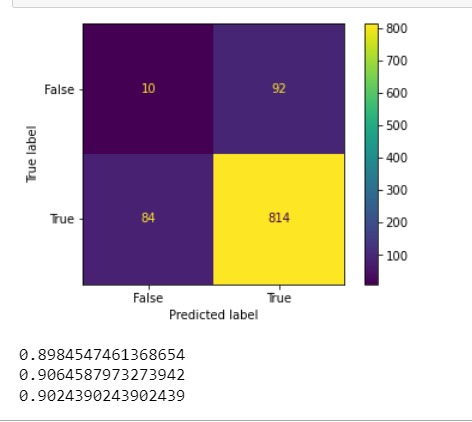 800
False
10
92
700
600
500
True label
400
300
True
84
814
200
100
False
True
Predicted label
0.8984547461368654
0.9064587973273942
0.9024390243902439